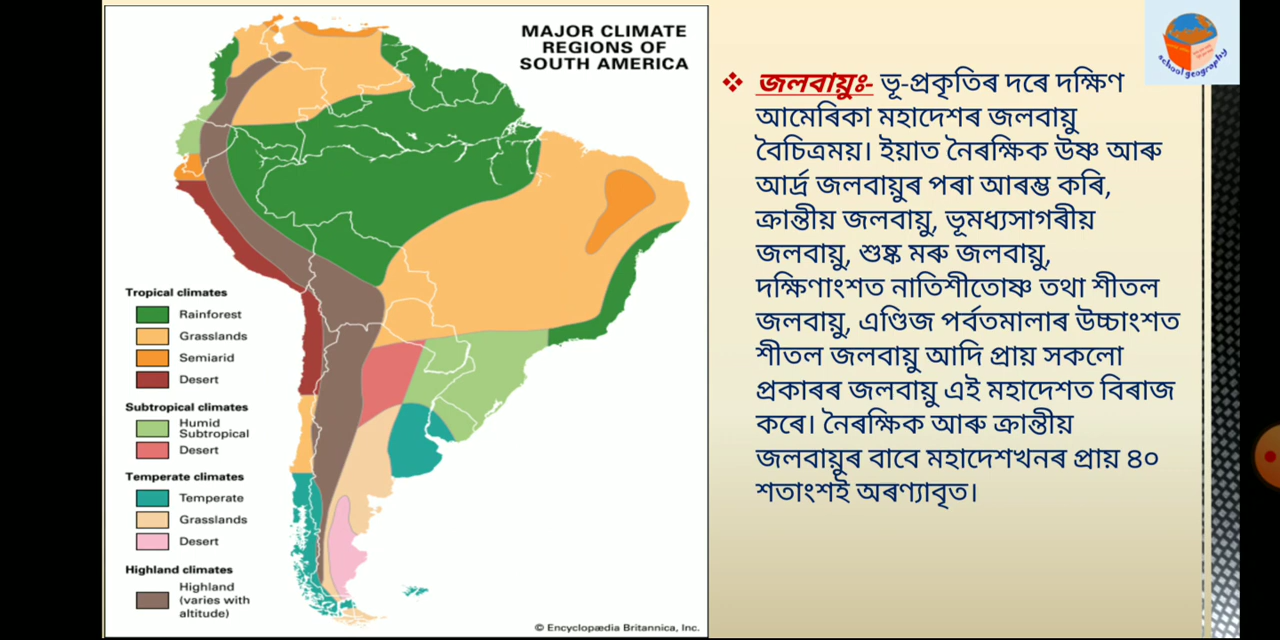 MAJOR CLIMATE
REGIONS OF
SOUTH AMERICA
Tropical climates
Rainforest
Grasslands
Semiarid
Desert
Subtropical climates
Humid
Subtropical
Desert
Temperate climates
Temperate
Grasslands
Desert
Highland climates
Highland
(varies with
altitude)
© Encyclopædia Britannica, Inc.
school geography
❖ জলবায়ুঃ- ভূ-প্ৰকৃতিৰ দৰে দক্ষিণ
আমেৰিকা মহাদেশৰ জলবায়ু
বৈচিত্ৰময়। ইয়াত নৈৰক্ষিক উষ্ণ আৰু
আৰ্দ্ৰ জলবায়ুৰ পৰা আৰম্ভ কৰি,
ক্ৰান্তীয় জলবায়ু, ভূমধ্যসাগৰীয়
জলবায়ু, শুষ্ক মৰু জলবায়ু,
দক্ষিণাংশত নাতিশীতোষ্ণ তথা শীতল
জলবায়ু, এণ্ডিজ পৰ্বতমালাৰ উচ্চাংশত
শীতল জলবায়ু আদি প্ৰায় সকলো
প্ৰকাৰৰ জলবায়ু এই মহাদেশত বিৰাজ
কৰে। নৈৰক্ষিক আৰু ক্ৰান্তীয়
জলবায়ুৰ বাবে মহাদেশখনৰ প্ৰায় ৪০
শতাংশই অৰণ্যাবৃত।